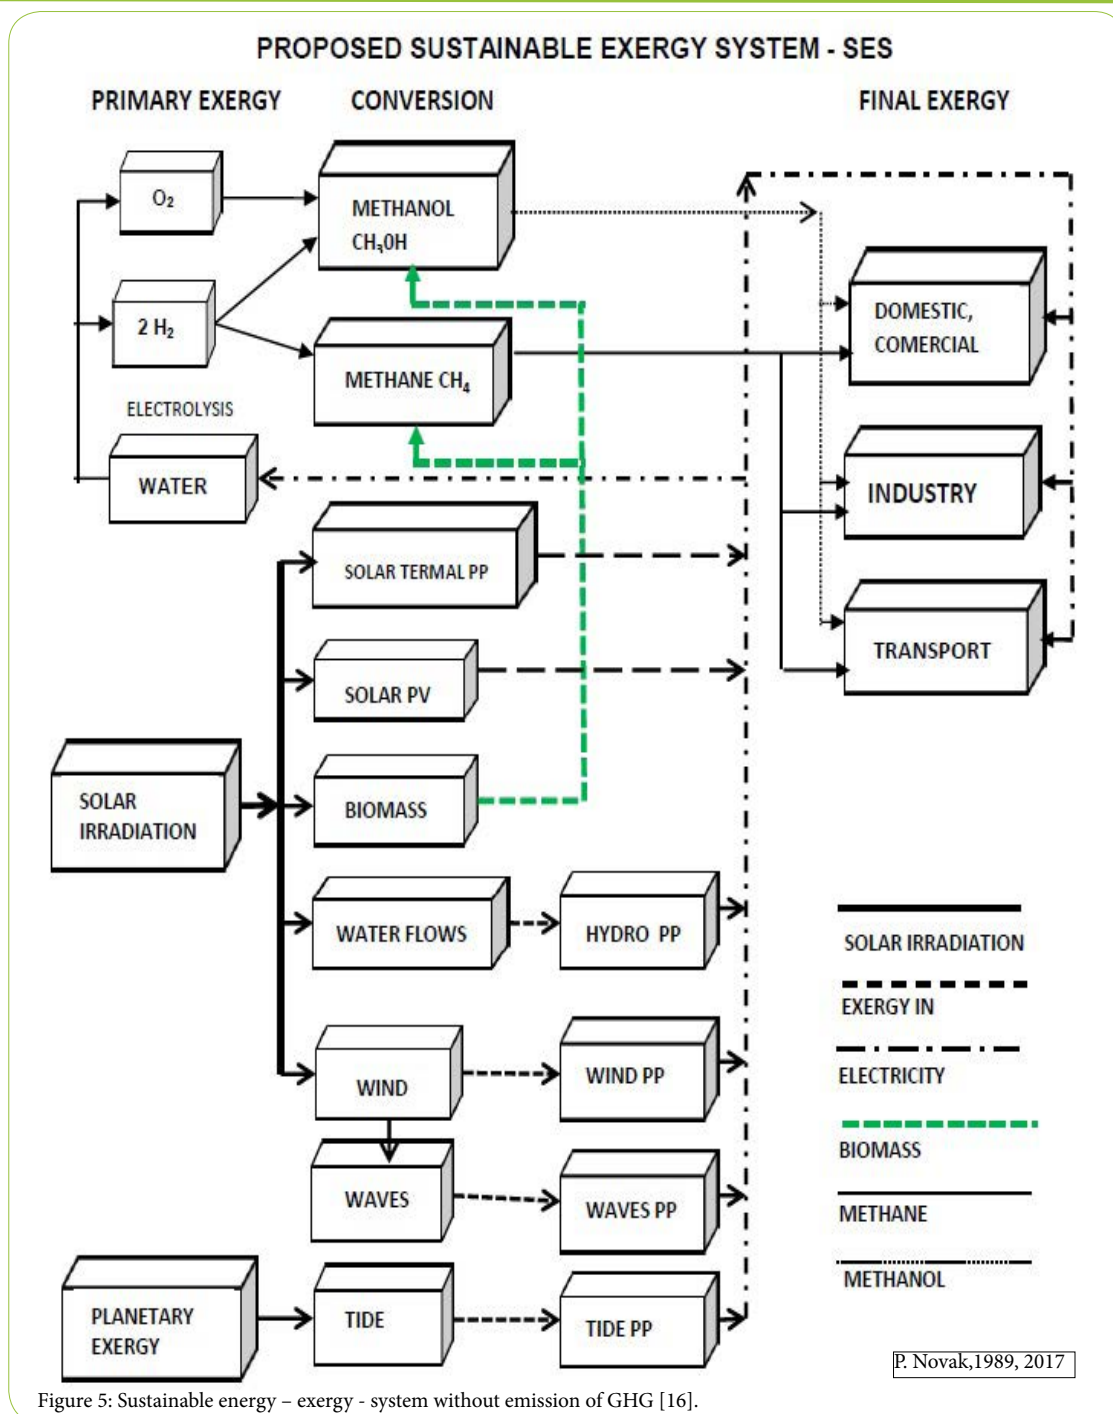 PROPOSED SUSTAINABLE EXERGY SYSTEM - SES
PRIMARY EXERGY
CONVERSION
FINAL EXERGY
O₂
METHANOL
CH₃0H
2 H₂
METHANE CH₄
ELECTROLYSIS
WATER
DOMESTIC,
COMERCIAL
INDUSTRY
TRANSPORT
SOLAR TERMAL PP
SOLAR PV
SOLAR
IRRADIATION
BIOMASS
WATER FLOWS
HYDRO PP
WIND
WIND PP
WAVES
WAVES PP
PLANETARY
EXERGY
TIDE
TIDE PP
SOLAR IRRADIATION
EXERGY IN
ELECTRICITY
BIOMASS
METHANE
METHANOL
P. Novak,1989, 2017
Figure 5: Sustainable energy – exergy - system without emission of GHG [16].